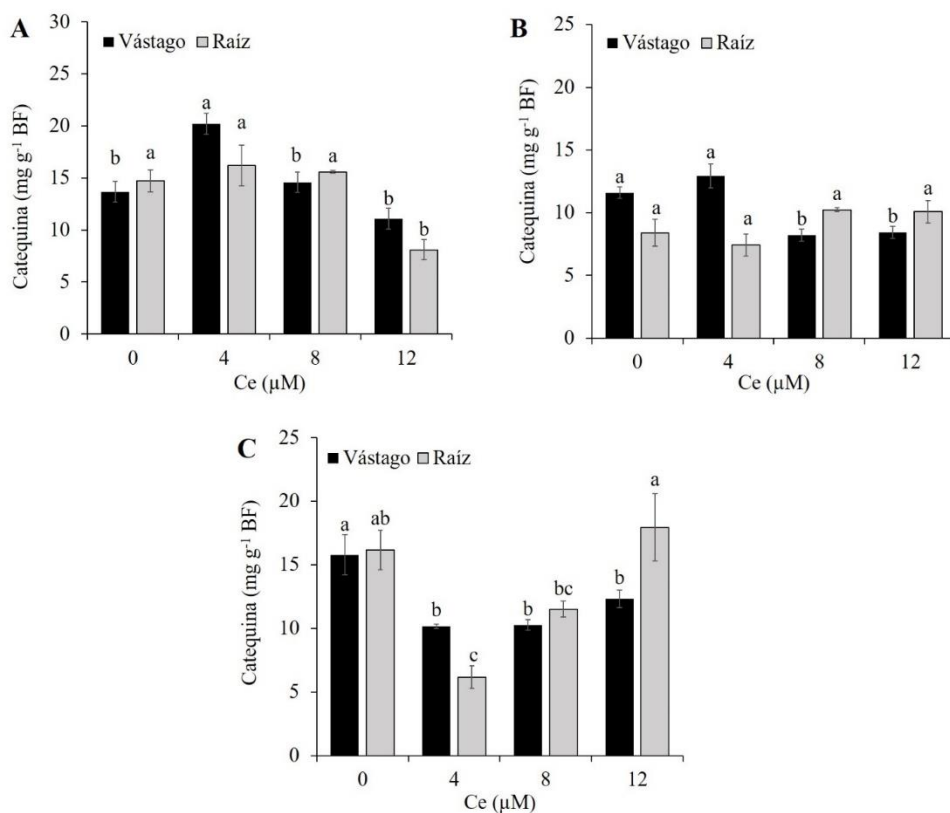 A
Vástago Raíz
Catequina (mg g⁻¹ BF)
30
25
20
15
10
5
0
b a a a b a b b
0 4 8 12
Ce (µM)
B
Vástago Raíz
Catequina (mg g⁻¹ BF)
25
20
15
10
5
0
a a a a b a b a
0 4 8 12
Ce (µM)
C
Vástago Raíz
Catequina (mg g⁻¹ BF)
25
20
15
10
5
0
a ab b c b bc b a
0 4 8 12
Ce (µM)